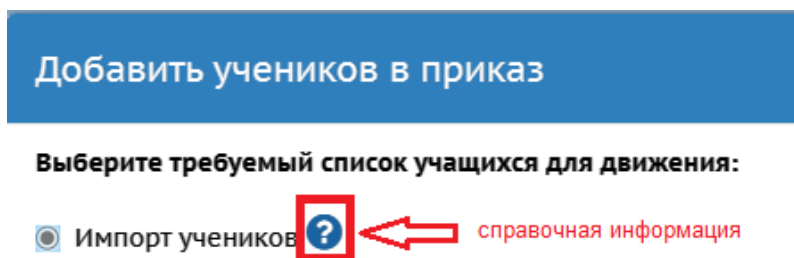 Добавить учеников в приказ
Выберите требуемый список учащихся для движения:
Импорт учеников ? справочная информация